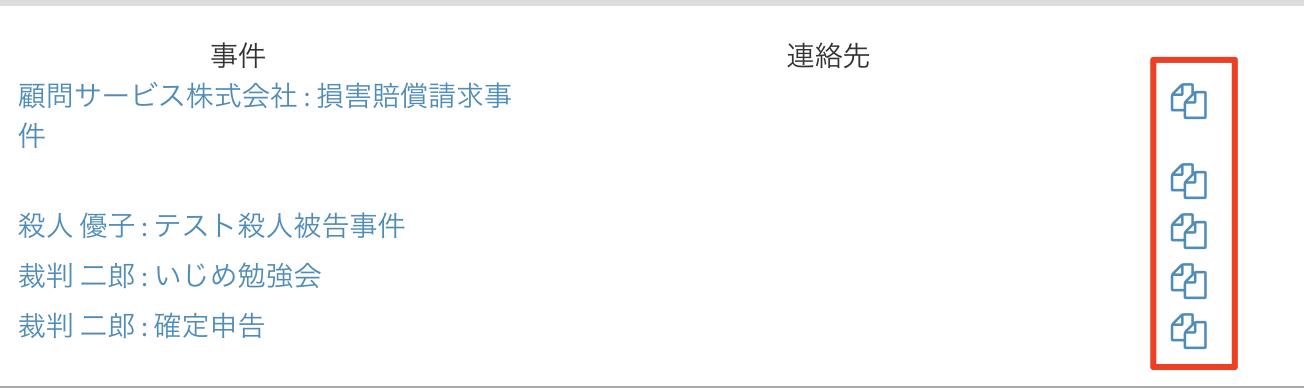 事件 連絡先
顧問サービス株式会社 : 損害賠償請求事
件
殺人 優子 : テスト殺人被告事件
裁判 二郎 : いじめ勉強会
裁判 二郎 : 確定申告